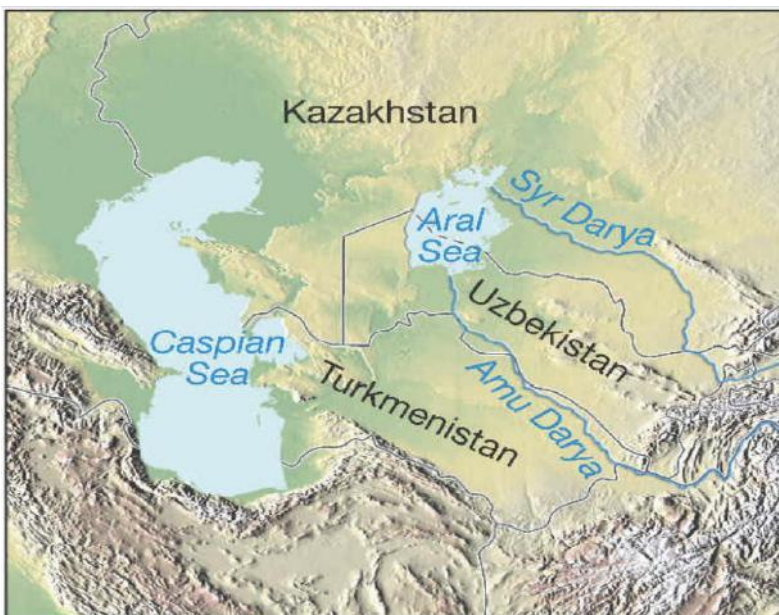 Kazakhstan
Syr Darya
Aral
Sea
Uzbekistan
Caspian
Sea
Turkmenistan
Amu Darya